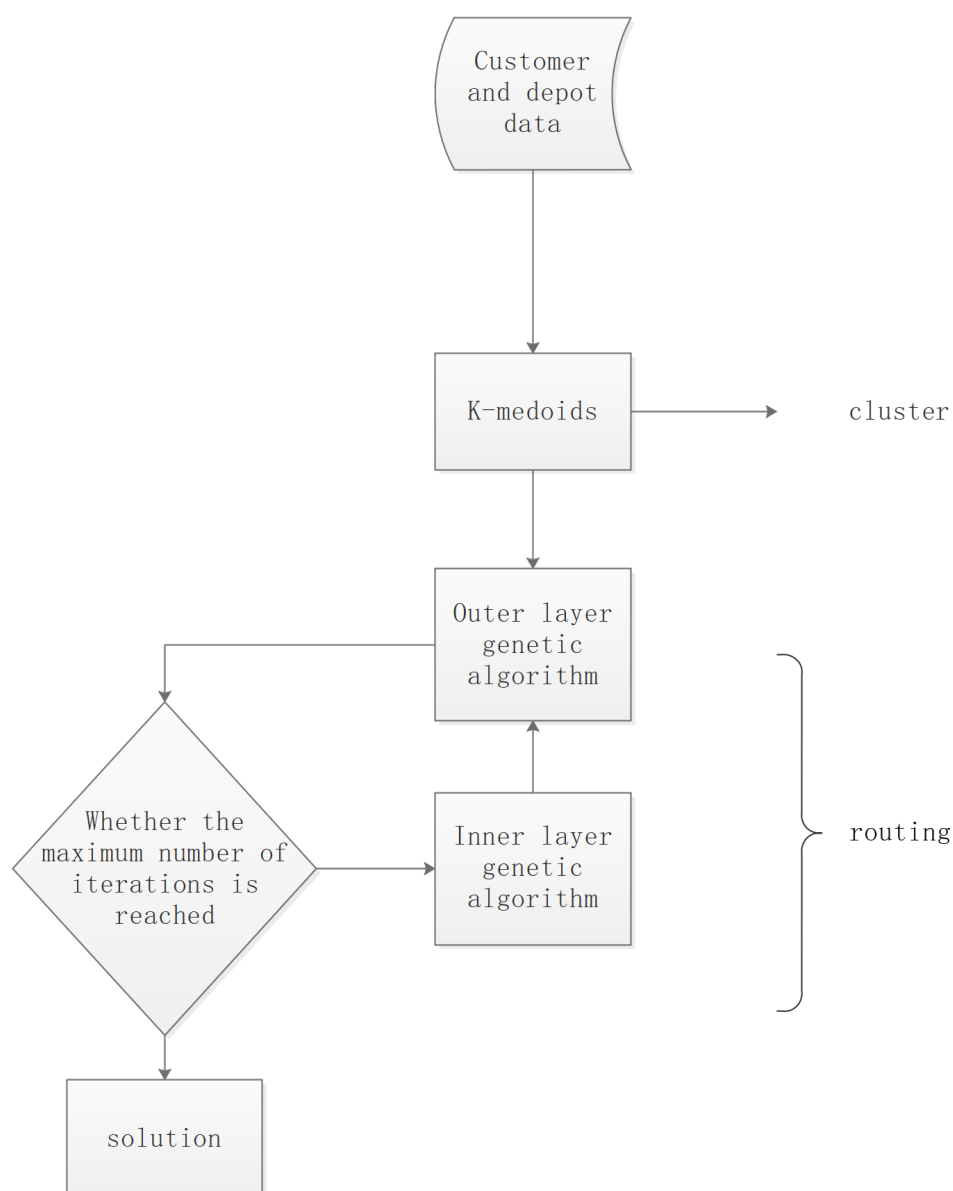 Customer
and depot
data
K-medoids
cluster
Outer layer
genetic
algorithm
Whether the
maximum number of
iterations is
reached
Inner layer
genetic
algorithm
routing
solution